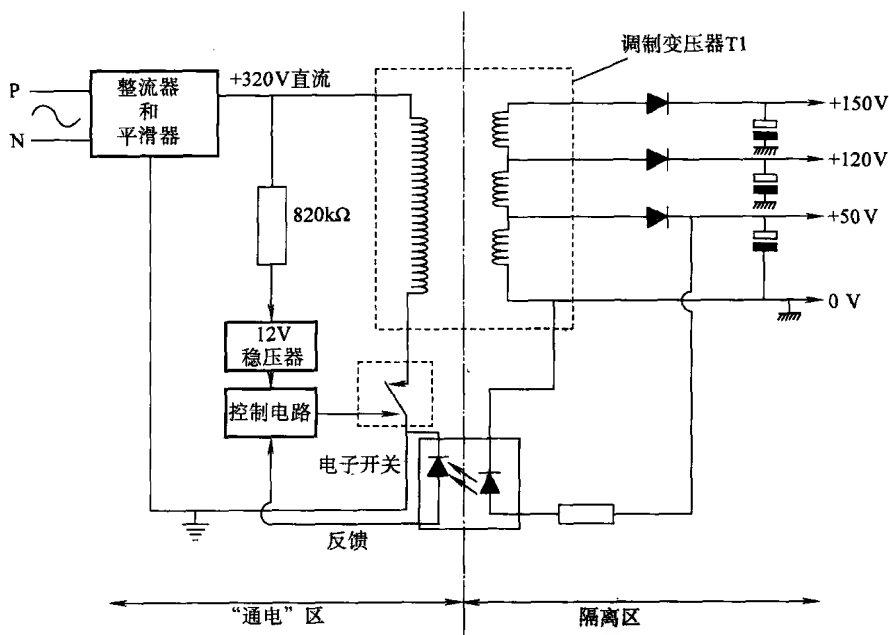 调制变压器T1
P
N
整流器
和
平滑器
+320V直流
+150V
+120V
+50V
0 V
820kΩ
12V
稳压器
控制电路
电子开关
反馈
“通电”区
隔离区